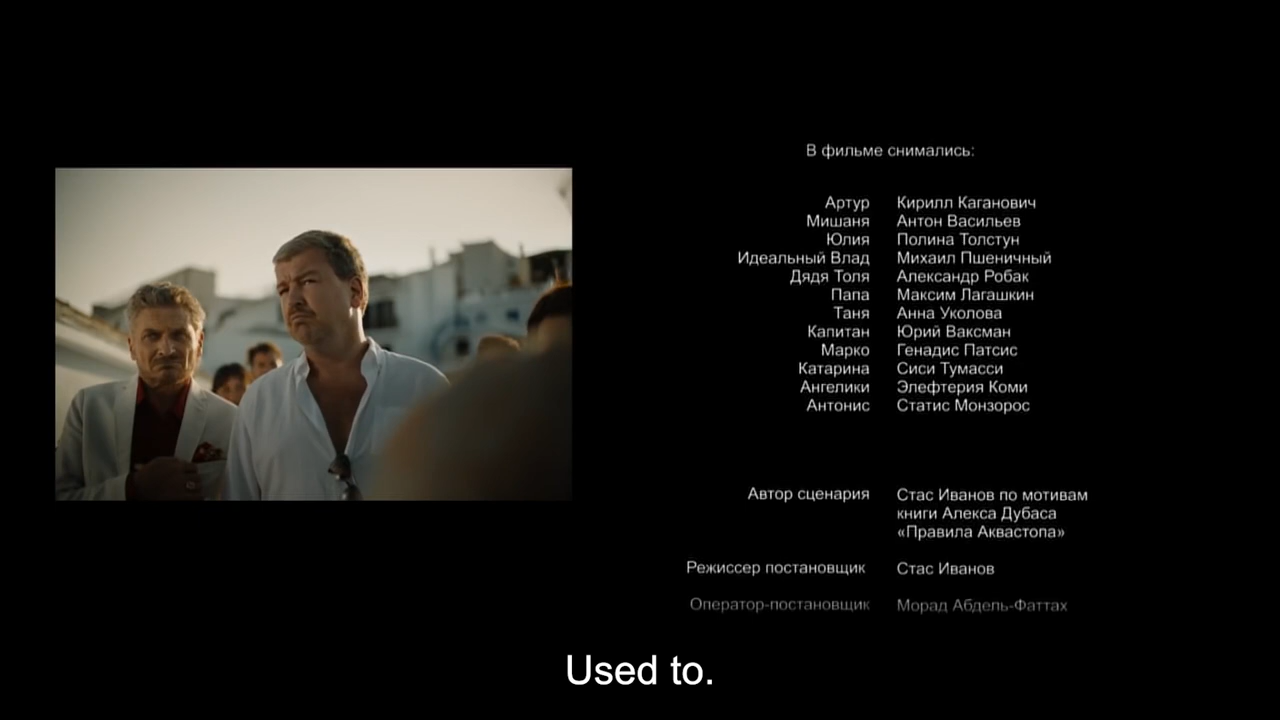 В фильме снимались:
Артур Кирилл Каганович
Мишаня Антон Васильев
Юлия Полина Толстун
Идеальный Влад Михаил Пшеничный
Дядя Толя Александр Робак
Папа Максим Лагашкин
Таня Анна Уколова
Капитан Юрий Ваксман
Марко Генадис Патсис
Катарина Сиси Тумасси
Ангелики Элефтерия Коми
Антонис Статис Монзорос
Автор сценария Стас Иванов по мотивам
книги Алекса Дубаса
«Правила Аквастопа»
Режиссер постановщик Стас Иванов
Оператор-постановщик Морад Абдель-Фаттах
Used to.